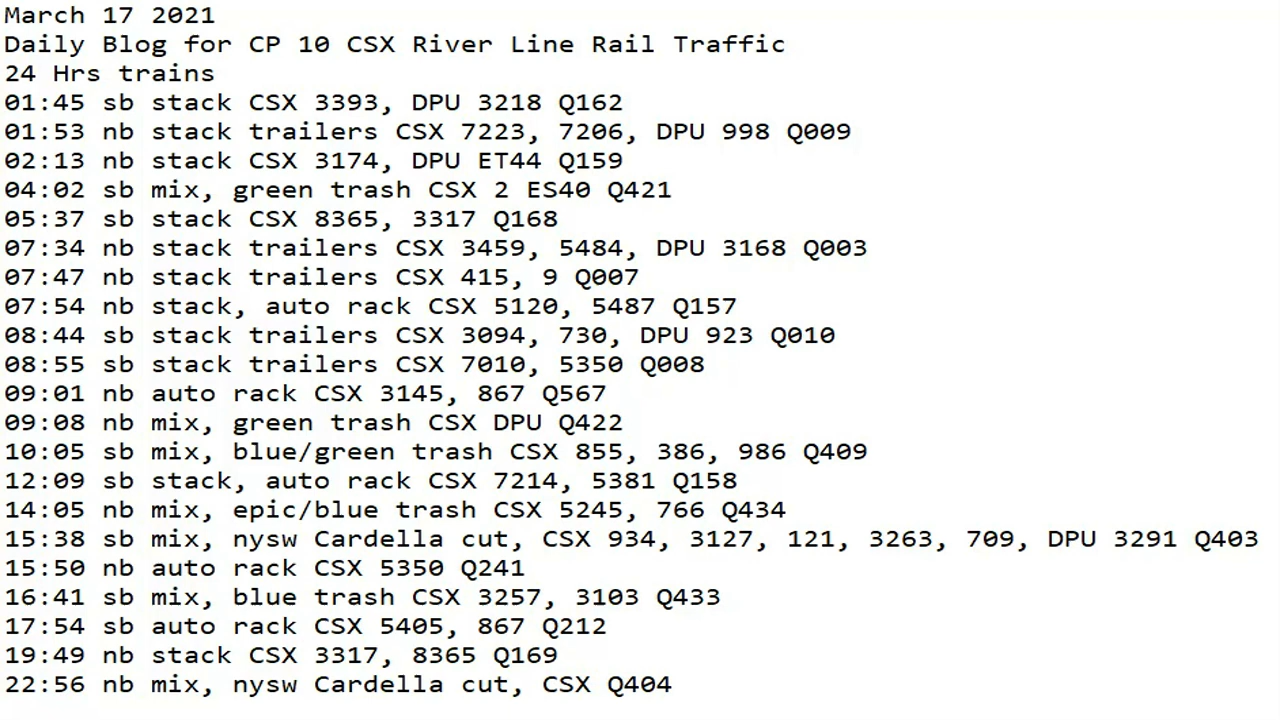 March 17 2021
Daily Blog for CP 10 CSX River Line Rail Traffic
24 Hrs trains
01:45 sb stack CSX 3393, DPU 3218 Q162
01:53 nb stack trailers CSX 7223, 7206, DPU 998 Q009
02:13 nb stack CSX 3174, DPU ET44 Q159
04:02 sb mix, green trash CSX 2 ES40 Q421
05:37 sb stack CSX 8365, 3317 Q168
07:34 nb stack trailers CSX 3459, 5484, DPU 3168 Q003
07:47 nb stack trailers CSX 415, 9 Q007
07:54 nb stack, auto rack CSX 5120, 5487 Q157
08:44 sb stack trailers CSX 3094, 730, DPU 923 Q010
08:55 sb stack trailers CSX 7010, 5350 Q008
09:01 nb auto rack CSX 3145, 867 Q567
09:08 nb mix, green trash CSX DPU Q422
10:05 sb mix, blue/green trash CSX 855, 386, 986 Q409
12:09 sb stack, auto rack CSX 7214, 5381 Q158
14:05 nb mix, epic/blue trash CSX 5245, 766 Q434
15:38 sb mix, nysw Cardella cut, CSX 934, 3127, 121, 3263, 709, DPU 3291 Q403
15:50 nb auto rack CSX 5350 Q241
16:41 sb mix, blue trash CSX 3257, 3103 Q433
17:54 sb auto rack CSX 5405, 867 Q212
19:49 nb stack CSX 3317, 8365 Q169
22:56 nb mix, nysw Cardella cut, CSX Q404